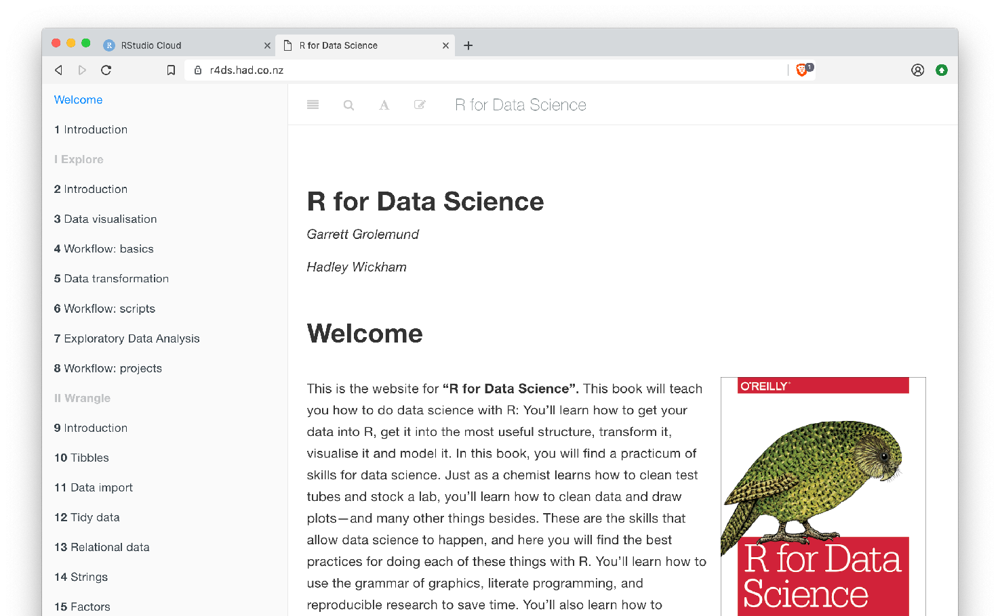 RStudio Cloud
R for Data Science
r4ds.had.co.nz
1
Welcome
1 Introduction
I Explore
2 Introduction
3 Data visualisation
4 Workflow: basics
5 Data transformation
6 Workflow: scripts
7 Exploratory Data Analysis
8 Workflow: projects
II Wrangle
9 Introduction
10 Tibbles
11 Data import
12 Tidy data
13 Relational data
14 Strings
15 Factors
R for Data Science
R for Data Science
Garrett Grolemund
Hadley Wickham
Welcome
This is the website for “R for Data Science”. This book will teach
you how to do data science with R: You’ll learn how to get your
data into R, get it into the most useful structure, transform it,
visualise it and model it. In this book, you will find a practicum of
skills for data science. Just as a chemist learns how to clean test
tubes and stock a lab, you’ll learn how to clean data and draw
plots—and many other things besides. These are the skills that
allow data science to happen, and here you will find the best
practices for doing each of these things with R. You’ll learn how to
use the grammar of graphics, literate programming, and
reproducible research to save time. You’ll also learn how to
O'REILLY®
R for Data
Science